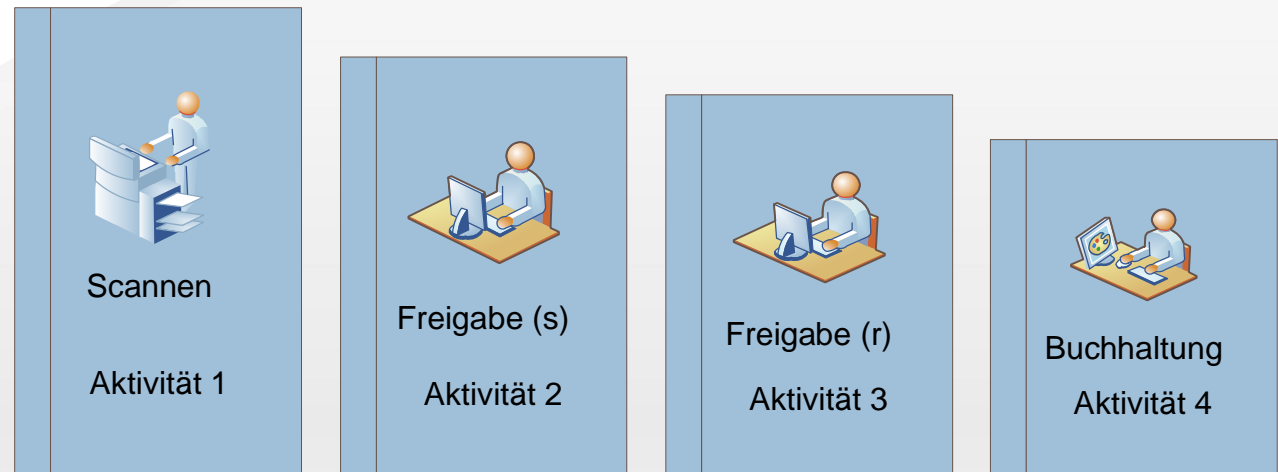 Scannen
Aktivität 1
Freigabe (s)
Aktivität 2
Freigabe (r)
Aktivität 3
Buchhaltung
Aktivität 4